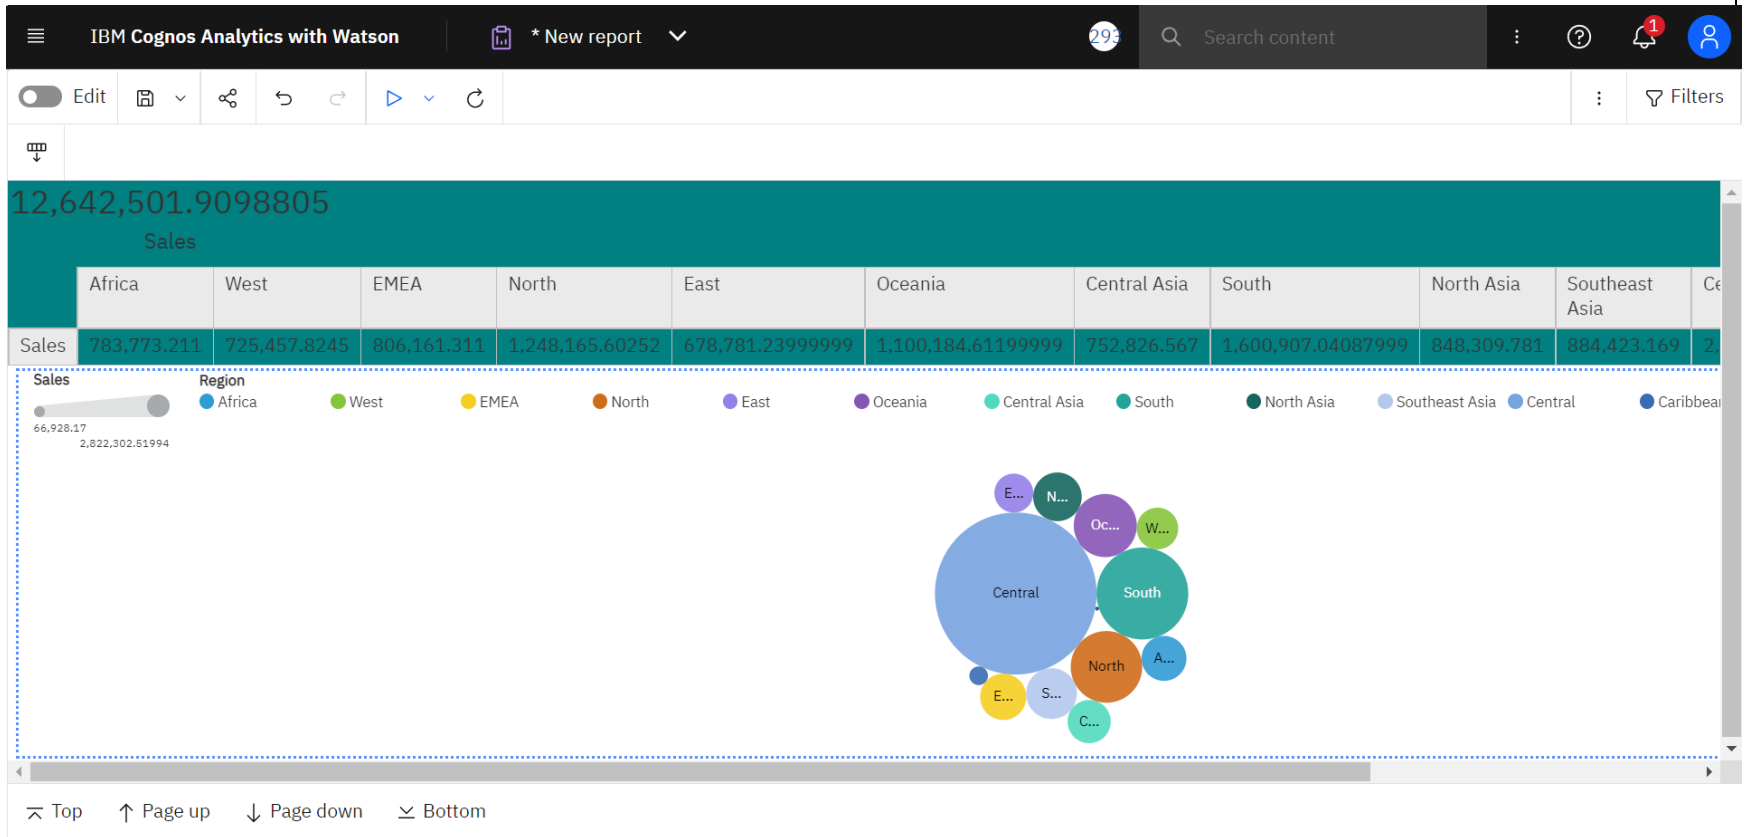 IBM Cognos Analytics with Watson * New report 293 Search content 1
Edit Filters
12,642,501.9098805
Sales
Africa West EMEA North East Oceania Central Asia South North Asia Southeast Asia Ce
Sales 783,773.211 725,457.8245 806,161.311 1,248,165.60252 678,781.23999999 1,100,184.61199999 752,826.567 1,600,907.04087999 848,309.781 884,423.169 2,
Sales Region
Africa West EMEA North East Oceania Central Asia South North Asia Southeast Asia Central Caribbea
66,928.17
2,822,302.51994
E... N...
Oc... W...
Central South
North A...
E... S...
C...
Top Page up Page down Bottom